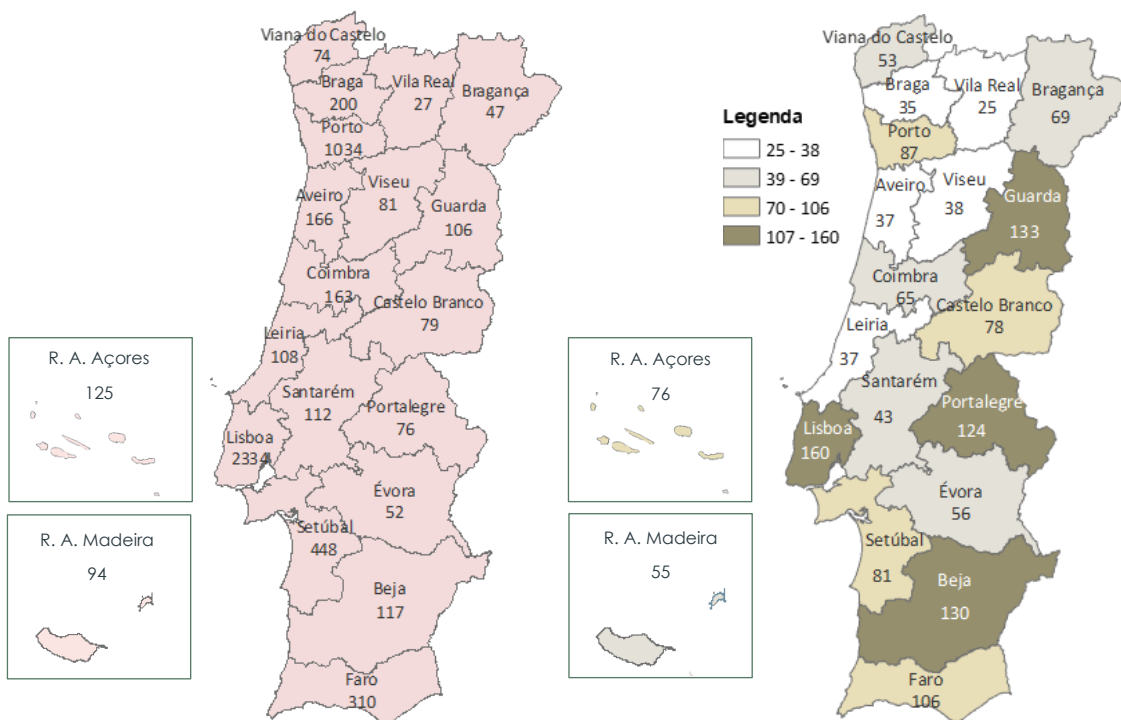 Viana do Castelo
74
Braga
200
Vila Real
27
Bragança
47
Porto
1034
Aveiro
166
Viseu
81
Guarda
106
Coimbra
163
Castelo Branco
79
Leiria
108
Santarém
112
Portalegre
76
Lisboa
2334
Évora
52
Setúbal
448
Beja
117
Faro
310
R. A. Açores
125
R. A. Madeira
94
Legenda
25 - 38
39 - 69
70 - 106
107 - 160
Viana do Castelo
53
Braga
35
Vila Real
25
Bragança
69
Porto
87
Aveiro
37
Viseu
38
Guarda
133
Coimbra
65
Castelo Branco
78
Leiria
37
Santarém
43
Portalegre
124
Lisboa
160
Évora
56
Setúbal
81
Beja
130
Faro
106
R. A. Açores
76
R. A. Madeira
55